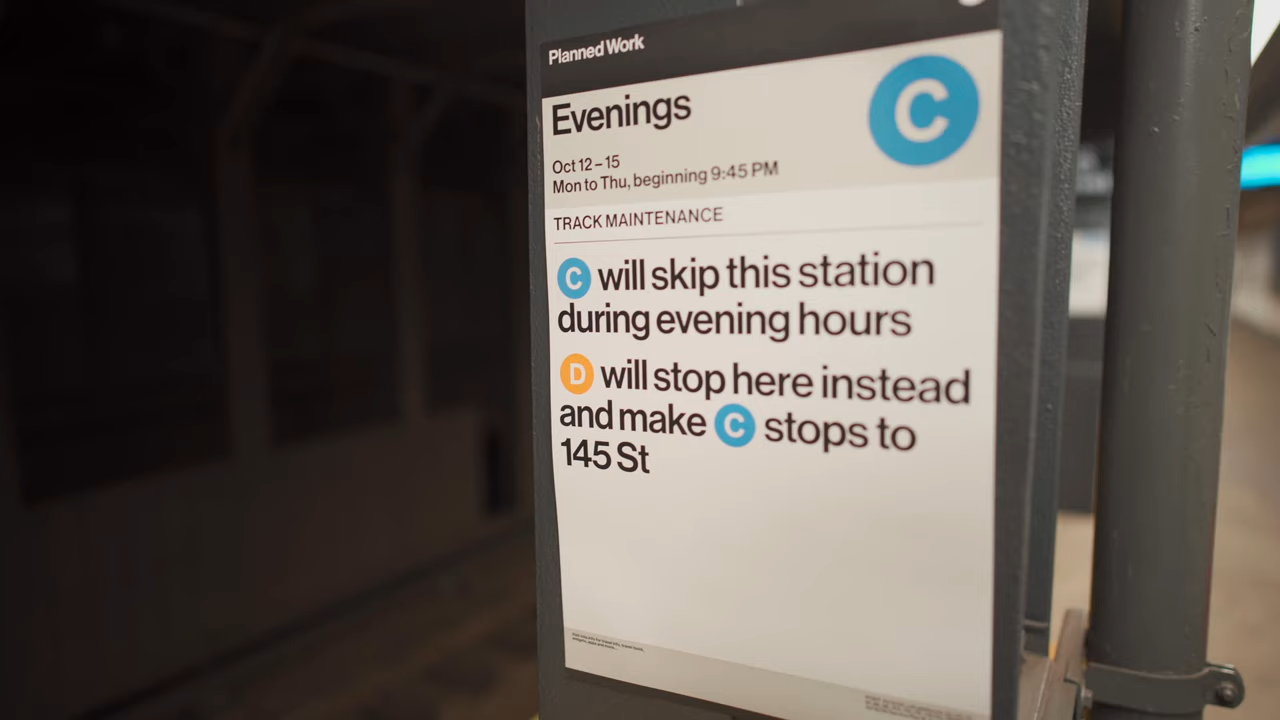 Planned Work
Evenings
C
Oct 12 – 15
Mon to Thu, beginning 9:45 PM
TRACK MAINTENANCE
C will skip this station
during evening hours
D will stop here instead
and make C stops to
145 St